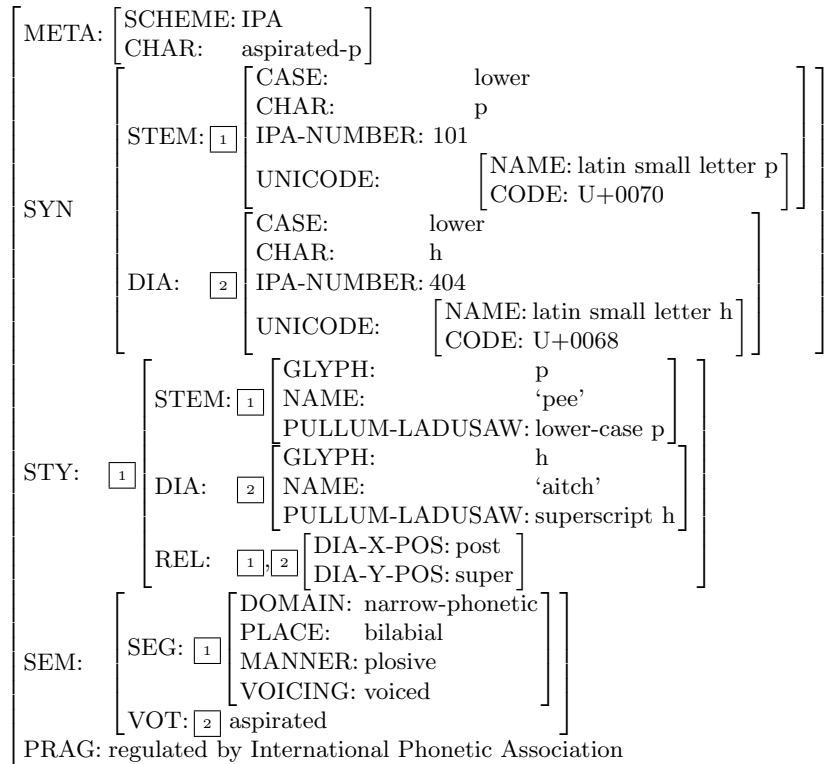 META: SCHEME: IPA
CHAR: aspirated-p
CASE: lower
CHAR: p
STEM: 1 IPA-NUMBER: 101
UNICODE: NAME: latin small letter p
CODE: U+0070
SYN
CASE: lower
CHAR: h
DIA: 2 IPA-NUMBER: 404
UNICODE: NAME: latin small letter h
CODE: U+0068
GLYPH: p
STEM: 1 NAME: ‘pee’
PULLUM-LADUSAW: lower-case p
STY: 1
GLYPH: h
DIA: 2 NAME: ‘aitch’
PULLUM-LADUSAW: superscript h
REL: 1, 2 DIA-X-POS: post
DIA-Y-POS: super
DOMAIN: narrow-phonetic
SEG: 1 PLACE: bilabial
SEM: MANNER: plosive
VOICING: voiced
VOT: 2 aspirated
PRAG: regulated by International Phonetic Association